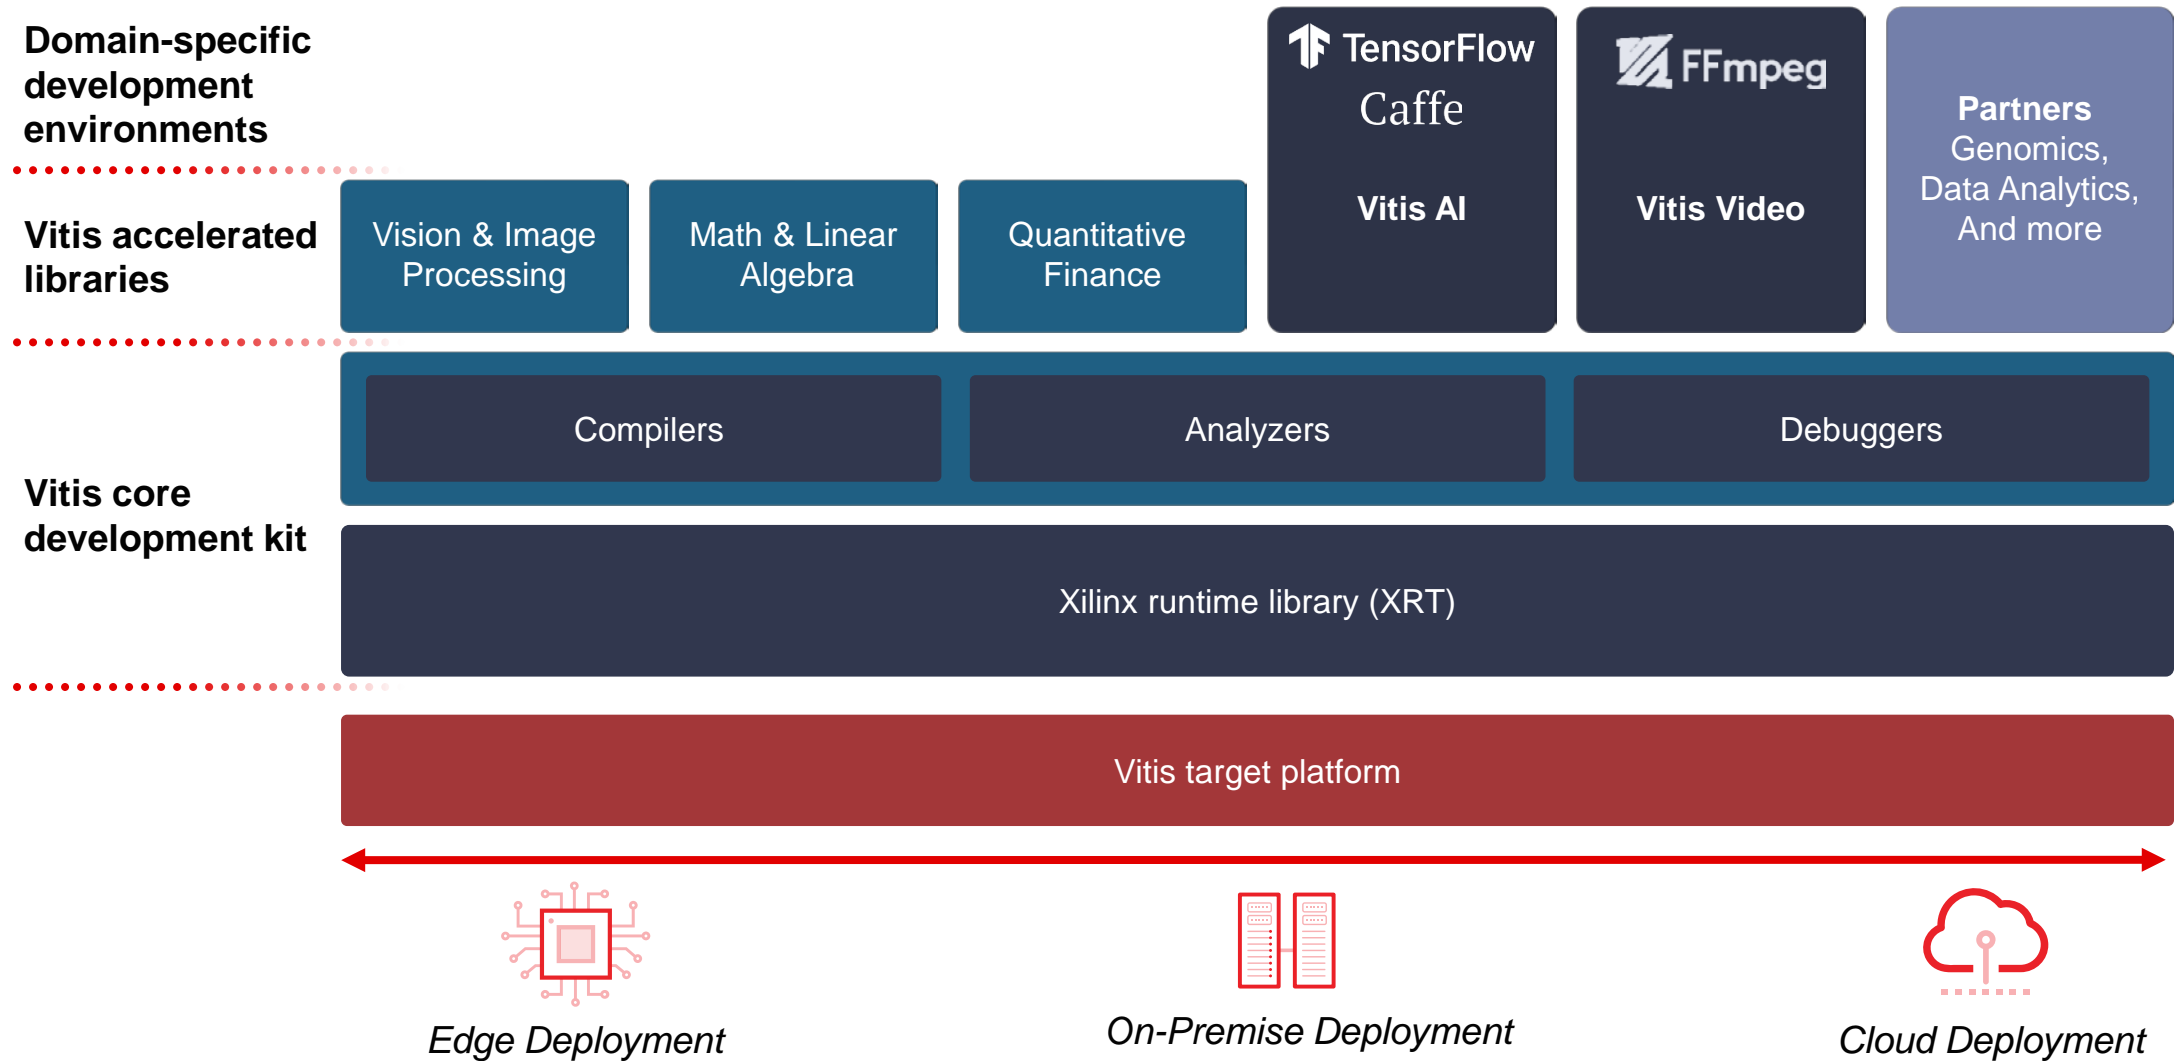 Domain-specific
development
environments
TensorFlow
Caffe
Vitis AI
FFmpeg
Vitis Video
Partners
Genomics,
Data Analytics,
And more
Vitis accelerated
libraries
Vision & Image
Processing
Math & Linear
Algebra
Quantitative
Finance
Vitis core
development kit
Compilers
Analyzers
Debuggers
Xilinx runtime library (XRT)
Vitis target platform
Edge Deployment
On-Premise Deployment
Cloud Deployment